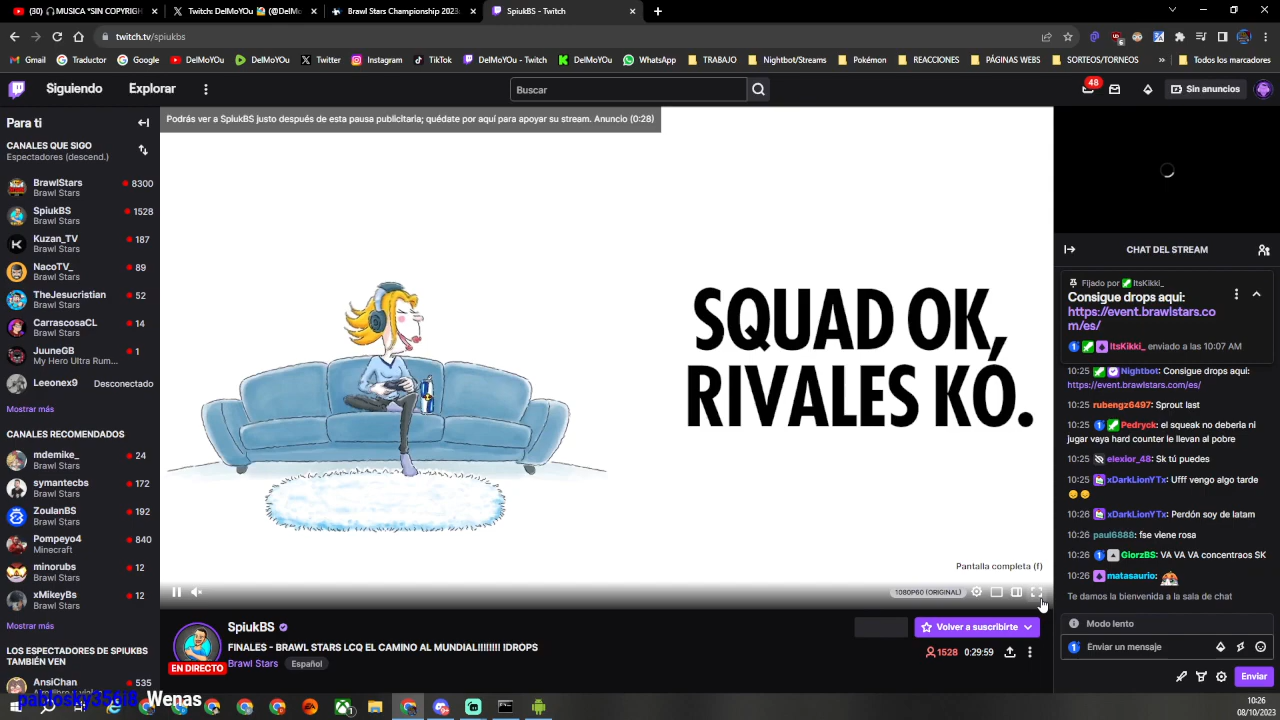 (30) 🎧MUSICA *SIN COPYRIGH
Twitch: DelMoYOU (@DelMo
Brawl Stars Championship 2023:
SpiukBS - Twitch
twitch.tv/spiukbs
Gmail Traductor Google DelMoYOu DelMoYOu Twitter Instagram TikTok DelMoYOu - Twitch DelMoYOu WhatsApp TRABAJO Nightbot/Streams Pokémon REACCIONES PÁGINAS WEBS SORTEOS/TORNEOS » Todos los marcadores
Siguiendo Explorar Buscar 48 Sin anuncios
Para ti
CANALES QUE SIGO
Espectadores (descend.)
BrawlStars 8300
Brawl Stars
SpiukBS 1528
Brawl Stars
Kuzan_TV 187
Brawl Stars
NacoTV_ 89
Brawl Stars
TheJesucristian 52
Brawl Stars
CarrascosaCL 14
Brawl Stars
JuuneGB 1
My Hero Ultra Rum...
Leeonex9 Desconectado
Mostrar más
CANALES RECOMENDADOS
mdemike_ 24
Brawl Stars
symantecbs 172
Brawl Stars
ZoulanBS 192
Brawl Stars
Pompeyo4 840
Minecraft
minorubs 12
Brawl Stars
xMikeyBs 12
Brawl Stars
Mostrar más
LOS ESPECTADORES DE SPIUKBS
TAMBIÉN VEN
AnsiChan 535
pablosky356i8 Wenas
Podrás ver a SpiukBS justo después de esta pausa publicitaria; quédate por aquí para apoyar su stream. Anuncio (0:28)
SQUAD OK,
RIVALES KO.
Pantalla completa (f)
1080P60 (ORIGINAL)
SpiukBS
Volver a suscribirte
EN DIRECTO
FINALES - BRAWL STARS LCQ EL CAMINO AL MUNDIAL!!!!!!!! !DROPS
Brawl Stars Español
1528 0:29:59
CHAT DEL STREAM
Fijado por ItsKikki_
Consigue drops aqui:
https://event.brawlstars.co
m/es/
ItsKikki_ enviado a las 10:07 AM
10:25 Nightbot: Consigue drops aqui:
https://event.brawlstars.com/es/
10:25 rubengz6497: Sprout last
10:25 Pedryck: el squeak no deberia ni
jugar vaya hard counter le llevan al pobre
10:25 elexior_48: Sk tú puedes
10:25 xDarkLionYTx: Ufff vengo algo tarde
😔😔
10:26 xDarkLionYTx: Perdón soy de latam
10:26 paul6888: fse viene rosa
10:26 GiorzBS: VA VA VA concentraos SK
10:26 matasaurio:
Te damos la bienvenida a la sala de chat
Modo lento
Enviar un mensaje
Enviar
10:26
08/10/2023